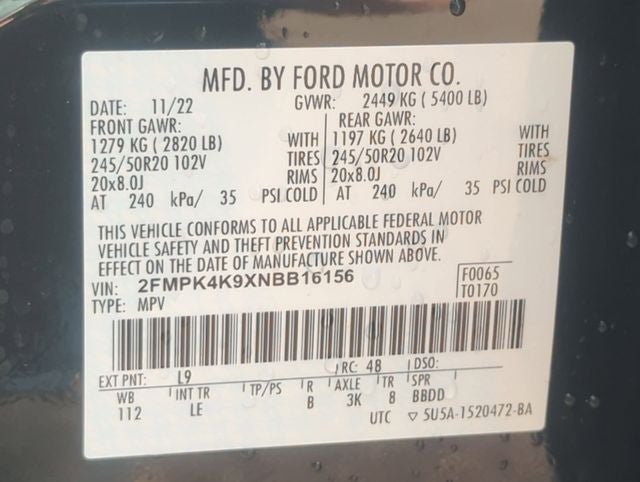 MFD. BY FORD MOTOR CO.
DATE: 11/22 GVWR: 2449 KG ( 5400 LB)
FRONT GAWR: REAR GAWR:
1279 KG ( 2820 LB) WITH 1197 KG ( 2640 LB) WITH
245/50R20 102V TIRES 245/50R20 102V TIRES
20x8.0J RIMS 20x8.0J RIMS
AT 240 kPa/ 35 PSI COLD AT 240 kPa/ 35 PSI COLD
THIS VEHICLE CONFORMS TO ALL APPLICABLE FEDERAL MOTOR
VEHICLE SAFETY AND THEFT PREVENTION STANDARDS IN
EFFECT ON THE DATE OF MANUFACTURE SHOWN ABOVE.
VIN: 2FMPK4K9XNBB16156 F0065
TYPE: MPV T0170
EXT PNT: L9 RC: 48 DSO:
WB INT TR TP/PS R AXLE TR SPR
112 LE B 3K 8 BBDD
UTC ▽ 5U5A-1520472-BA